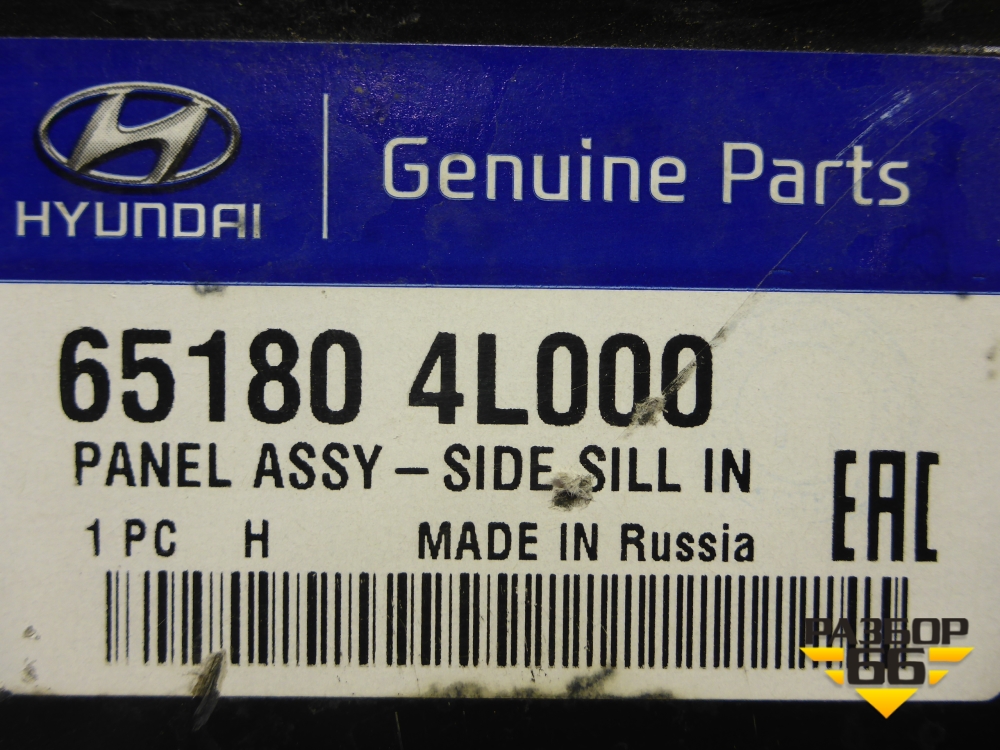 HYUNDAI
Genuine Parts
65180 4L000
PANEL ASSY – SIDE SILL IN
1 PC H MADE IN Russia
EAC
РАЗБОР
66